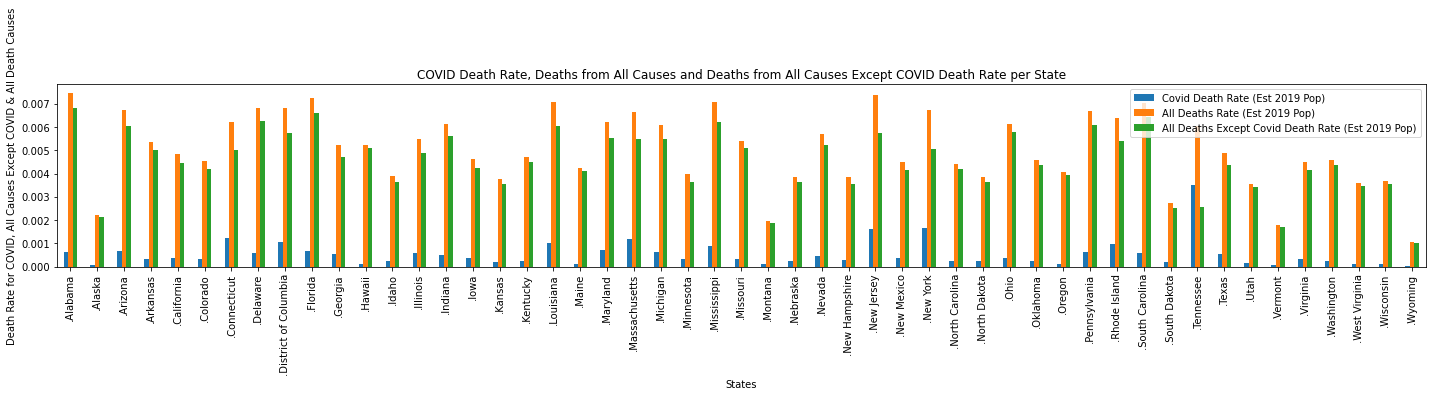 COVID Death Rate, Deaths from All Causes and Deaths from All Causes Except COVID Death Rate per State
Death Rate for COVID, All Causes Except COVID & All Death Causes
0.007
0.006
0.005
0.004
0.003
0.002
0.001
0.000
Covid Death Rate (Est 2019 Pop)
All Deaths Rate (Est 2019 Pop)
All Deaths Except Covid Death Rate (Est 2019 Pop)
.Alabama
.Alaska
.Arizona
.Arkansas
.California
.Colorado
.Connecticut
.Delaware
.District of Columbia
.Florida
.Georgia
.Hawaii
.Idaho
.Illinois
.Indiana
.Iowa
.Kansas
.Kentucky
.Louisiana
.Maine
.Maryland
.Massachusetts
.Michigan
.Minnesota
.Mississippi
.Missouri
.Montana
.Nebraska
.Nevada
.New Hampshire
.New Jersey
.New Mexico
.New York
.North Carolina
.North Dakota
.Ohio
.Oklahoma
.Oregon
.Pennsylvania
.Rhode Island
.South Carolina
.South Dakota
.Tennessee
.Texas
.Utah
.Vermont
.Virginia
.Washington
.West Virginia
.Wisconsin
.Wyoming
States